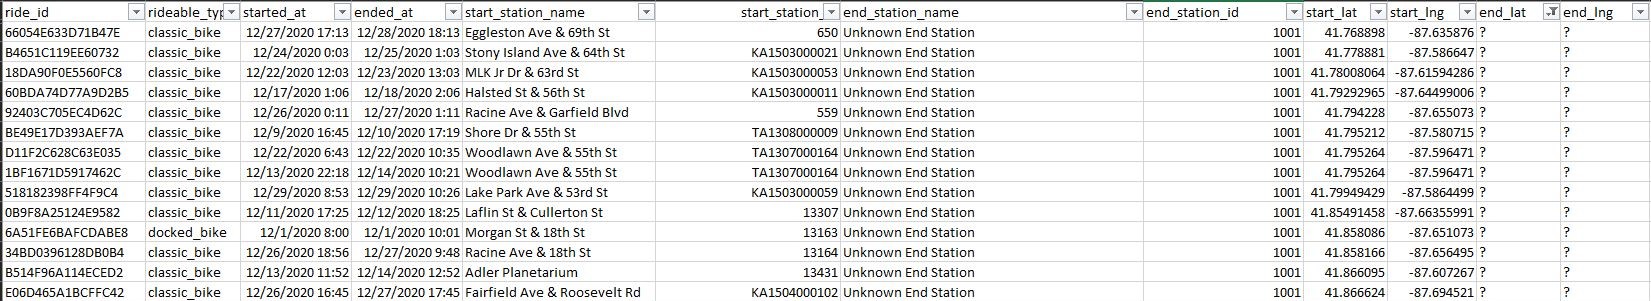 ride_id rideable_typ started_at ended_at start_station_name start_station_ end_station_name end_station_id start_lat start_lng end_lat end_lng
66054E633D71B47E classic_bike 12/27/2020 17:13 12/28/2020 18:13 Eggleston Ave & 69th St 650 Unknown End Station 1001 41.768898 -87.635876 ? ?
B4651C119EE60732 classic_bike 12/24/2020 0:03 12/25/2020 1:03 Stony Island Ave & 64th St KA1503000021 Unknown End Station 1001 41.778881 -87.586647 ? ?
18DA90F0E5560FC8 classic_bike 12/22/2020 12:03 12/23/2020 13:03 MLK Jr Dr & 63rd St KA1503000053 Unknown End Station 1001 41.78008064 -87.61594286 ? ?
60BDA74D77A9D2B5 classic_bike 12/17/2020 1:06 12/18/2020 2:06 Halsted St & 56th St KA1503000011 Unknown End Station 1001 41.79292965 -87.64499006 ? ?
92403C705EC4D62C classic_bike 12/26/2020 0:11 12/27/2020 1:11 Racine Ave & Garfield Blvd 559 Unknown End Station 1001 41.794228 -87.655073 ? ?
BE49E17D393AEF7A classic_bike 12/9/2020 16:45 12/10/2020 17:19 Shore Dr & 55th St TA1308000009 Unknown End Station 1001 41.795212 -87.580715 ? ?
D11F2C628C63E035 classic_bike 12/22/2020 6:43 12/22/2020 10:35 Woodlawn Ave & 55th St TA1307000164 Unknown End Station 1001 41.795264 -87.596471 ? ?
1BF1671D5917462C classic_bike 12/13/2020 22:18 12/14/2020 10:21 Woodlawn Ave & 55th St TA1307000164 Unknown End Station 1001 41.795264 -87.596471 ? ?
518182398FF4F9C4 classic_bike 12/29/2020 8:53 12/29/2020 10:26 Lake Park Ave & 53rd St KA1503000059 Unknown End Station 1001 41.79949429 -87.5864499 ? ?
0B9F8A25124E9582 classic_bike 12/11/2020 17:25 12/12/2020 18:25 Laflin St & Cullerton St 13307 Unknown End Station 1001 41.85491458 -87.66355991 ? ?
6A51FE6BAFCDABE8 docked_bike 12/1/2020 8:00 12/1/2020 10:01 Morgan St & 18th St 13163 Unknown End Station 1001 41.858086 -87.651073 ? ?
34BD0396128DB0B4 classic_bike 12/26/2020 18:56 12/27/2020 9:48 Racine Ave & 18th St 13164 Unknown End Station 1001 41.858166 -87.656495 ? ?
B514F96A114ECED2 classic_bike 12/13/2020 11:52 12/14/2020 12:52 Adler Planetarium 13431 Unknown End Station 1001 41.866095 -87.607267 ? ?
E06D465A1BCFFC42 classic_bike 12/26/2020 16:45 12/27/2020 17:45 Fairfield Ave & Roosevelt Rd KA1504000102 Unknown End Station 1001 41.866624 -87.694521 ? ?